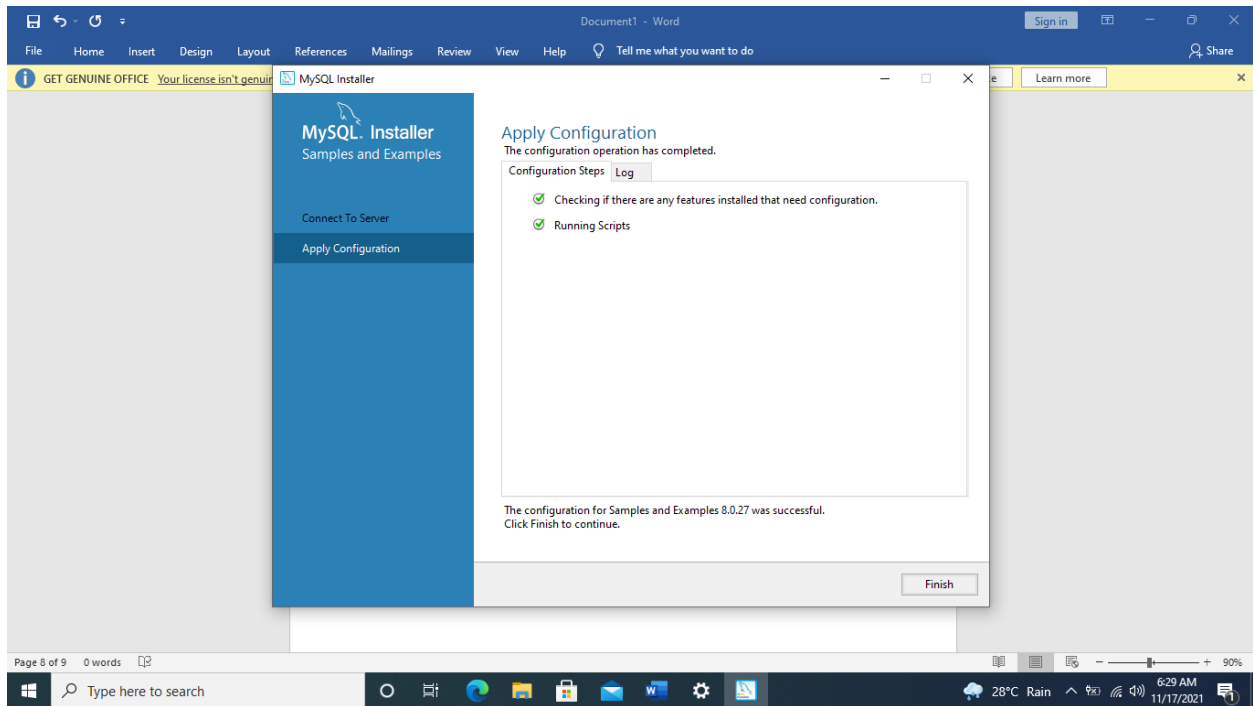 Document1 - Word
Sign in
File Home Insert Design Layout References Mailings Review View Help Tell me what you want to do Share
GET GENUINE OFFICE Your license isn't genuin
Learn more
MySQL Installer
MySQL. Installer
Samples and Examples
Connect To Server
Apply Configuration
Apply Configuration
The configuration operation has completed.
Configuration Steps Log
Checking if there are any features installed that need configuration.
Running Scripts
The configuration for Samples and Examples 8.0.27 was successful.
Click Finish to continue.
Finish
Page 8 of 9 0 words
90%
Type here to search
28°C Rain
6:29 AM
11/17/2021
1